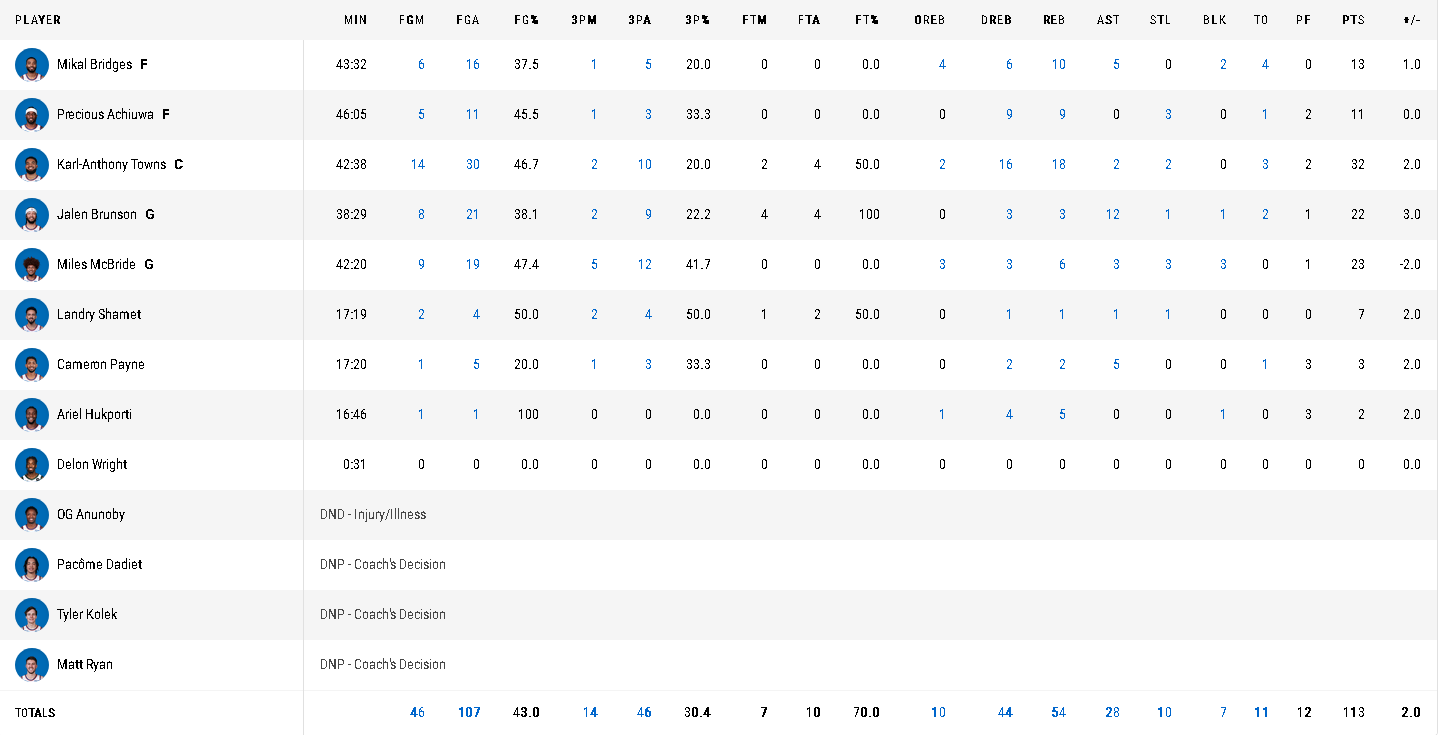 PLAYER MIN FGM FGA FG% 3PM 3PA 3P% FTM FTA FT% OREB DREB REB AST STL BLK TO PF PTS +/-
Mikal Bridges F 43:32 6 16 37.5 1 5 20.0 0 0 0.0 4 6 10 5 0 2 4 0 13 1.0
Precious Achiuwa F 46:05 5 11 45.5 1 3 33.3 0 0 0.0 0 9 9 0 3 0 1 2 11 0.0
Karl-Anthony Towns C 42:38 14 30 46.7 2 10 20.0 2 4 50.0 2 16 18 2 2 0 3 2 32 2.0
Jalen Brunson G 38:29 8 21 38.1 2 9 22.2 4 4 100 0 3 3 12 1 1 2 1 22 3.0
Miles McBride G 42:20 9 19 47.4 5 12 41.7 0 0 0.0 3 3 6 3 3 3 0 1 23 -2.0
Landry Shamet 17:19 2 4 50.0 2 4 50.0 1 2 50.0 0 1 1 1 1 0 0 0 7 2.0
Cameron Payne 17:20 1 5 20.0 1 3 33.3 0 0 0.0 0 2 2 5 0 0 1 3 3 2.0
Ariel Hukporti 16:46 1 1 100 0 0 0.0 0 0 0.0 1 4 5 0 0 1 0 3 2 2.0
Delon Wright 0:31 0 0 0.0 0 0 0.0 0 0 0.0 0 0 0 0 0 0 0 0 0 0.0
OG Anunoby DND - Injury/Illness
Pacôme Dadiet DNP - Coach's Decision
Tyler Kolek DNP - Coach's Decision
Matt Ryan DNP - Coach's Decision
TOTALS 46 107 43.0 14 46 30.4 7 10 70.0 10 44 54 28 10 7 11 12 113 2.0